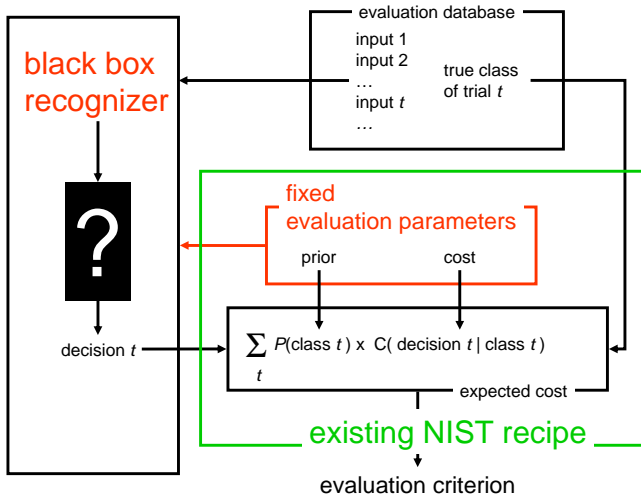 evaluation database
input 1
input 2
…
input t
…
true class
of trial t
black box
recognizer
?
decision t
fixed
evaluation parameters
prior
cost
∑ P(class t) x C( decision t | class t )
t
expected cost
existing NIST recipe
evaluation criterion